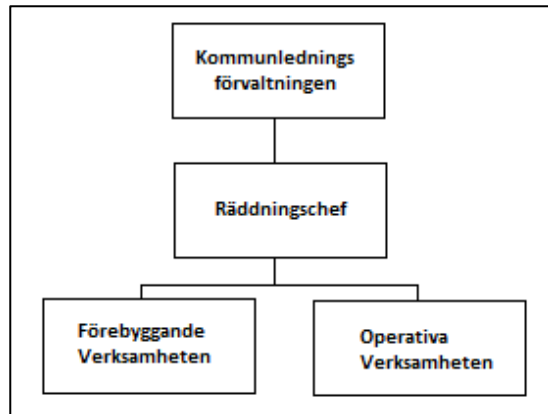 Kommunlednings
förvaltningen
Räddningschef
Förebyggande
Verksamheten
Operativa
Verksamheten